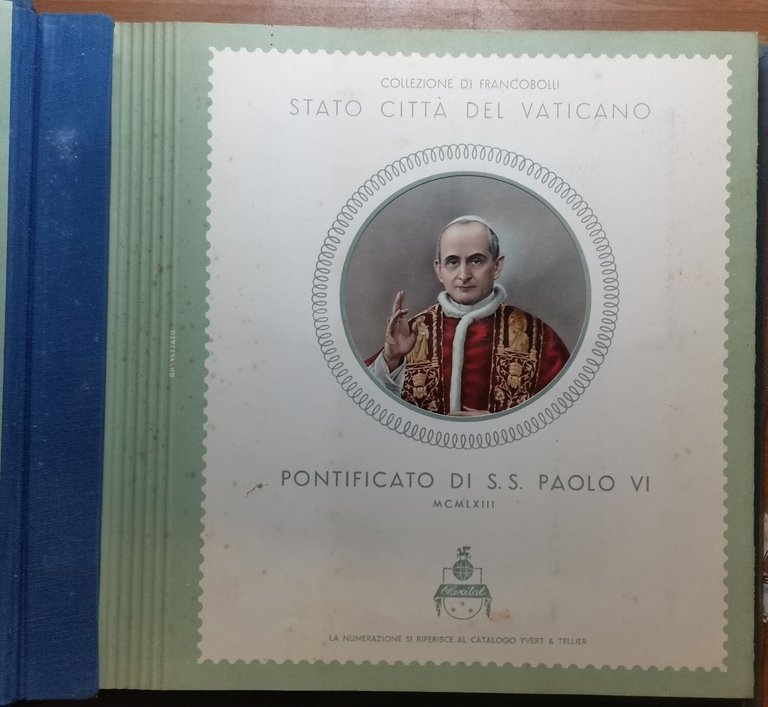 COLLEZIONE DI FRANCOBOLLI
STATO CITTÀ DEL VATICANO
PONTIFICATO DI S.S. PAOLO VI
MCMLXIII
LA NUMERAZIONE SI RIFERISCE AL CATALOGO YVERT & TELLIER